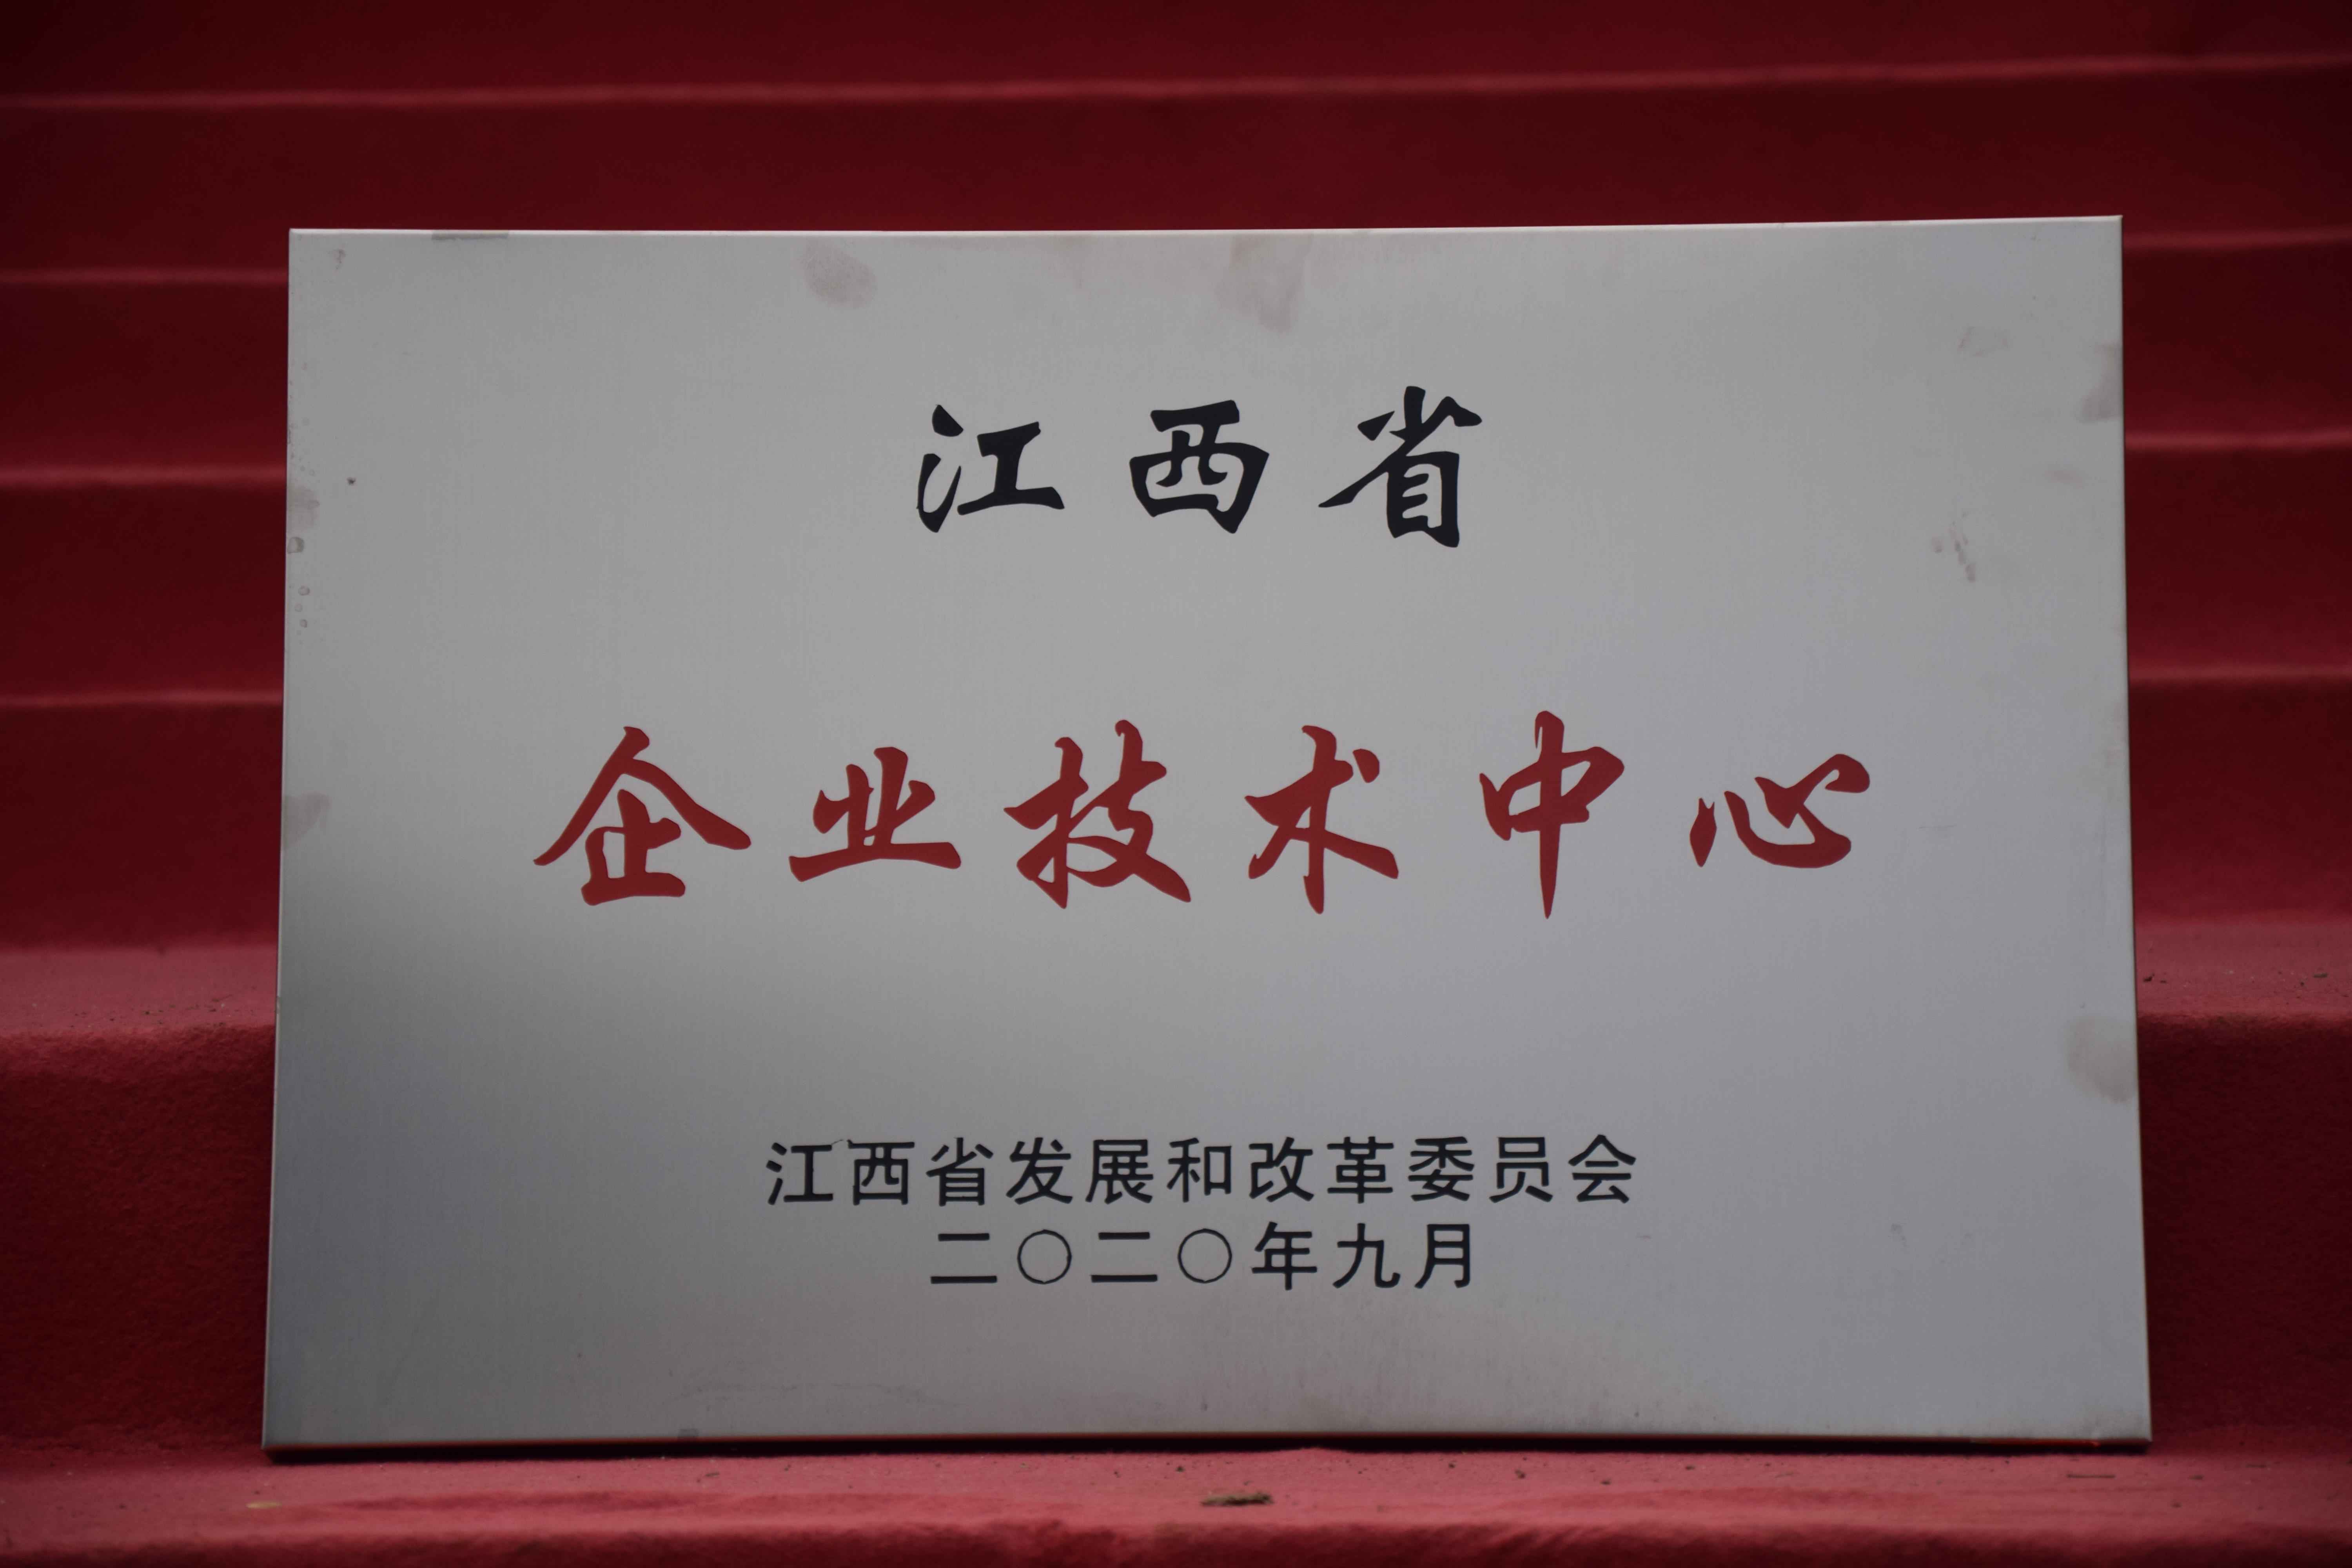 江西省
企业技术中心
江西省发展和改革委员会
二〇二〇年九月